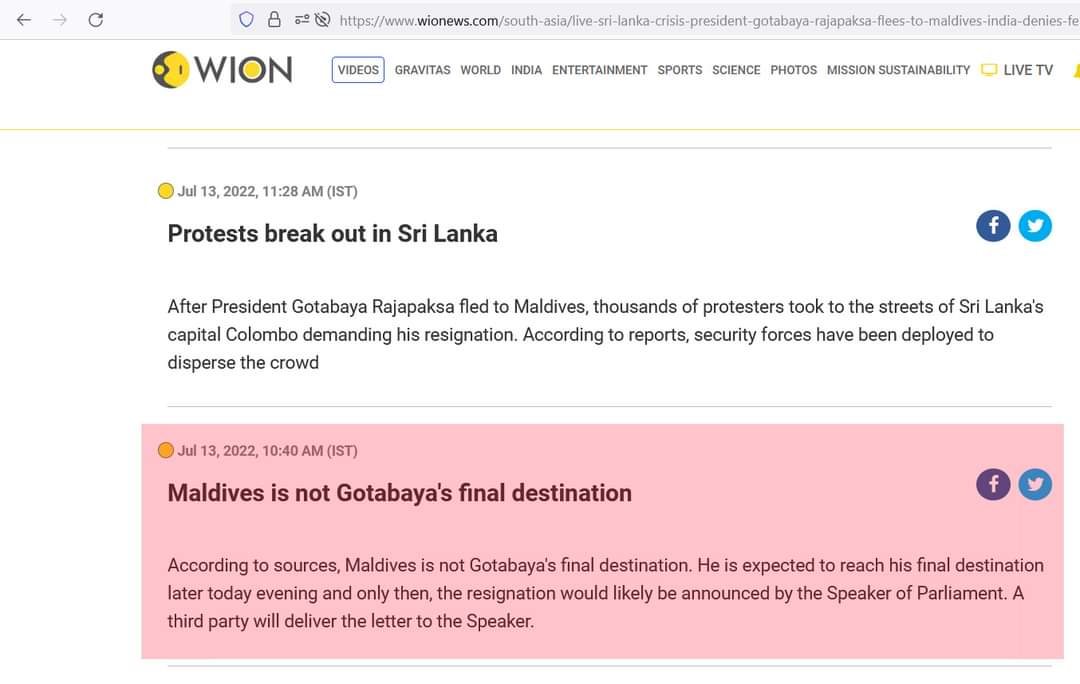 https://www.wionews.com/south-asia/live-sri-lanka-crisis-president-gotabaya-rajapaksa-flees-to-maldives-india-denies-fe
WION VIDEOS GRAVITAS WORLD INDIA ENTERTAINMENT SPORTS SCIENCE PHOTOS MISSION SUSTAINABILITY LIVE TV
Jul 13, 2022, 11:28 AM (IST)
Protests break out in Sri Lanka
After President Gotabaya Rajapaksa fled to Maldives, thousands of protesters took to the streets of Sri Lanka's
capital Colombo demanding his resignation. According to reports, security forces have been deployed to
disperse the crowd
Jul 13, 2022, 10:40 AM (IST)
Maldives is not Gotabaya's final destination
According to sources, Maldives is not Gotabaya's final destination. He is expected to reach his final destination
later today evening and only then, the resignation would likely be announced by the Speaker of Parliament. A
third party will deliver the letter to the Speaker.